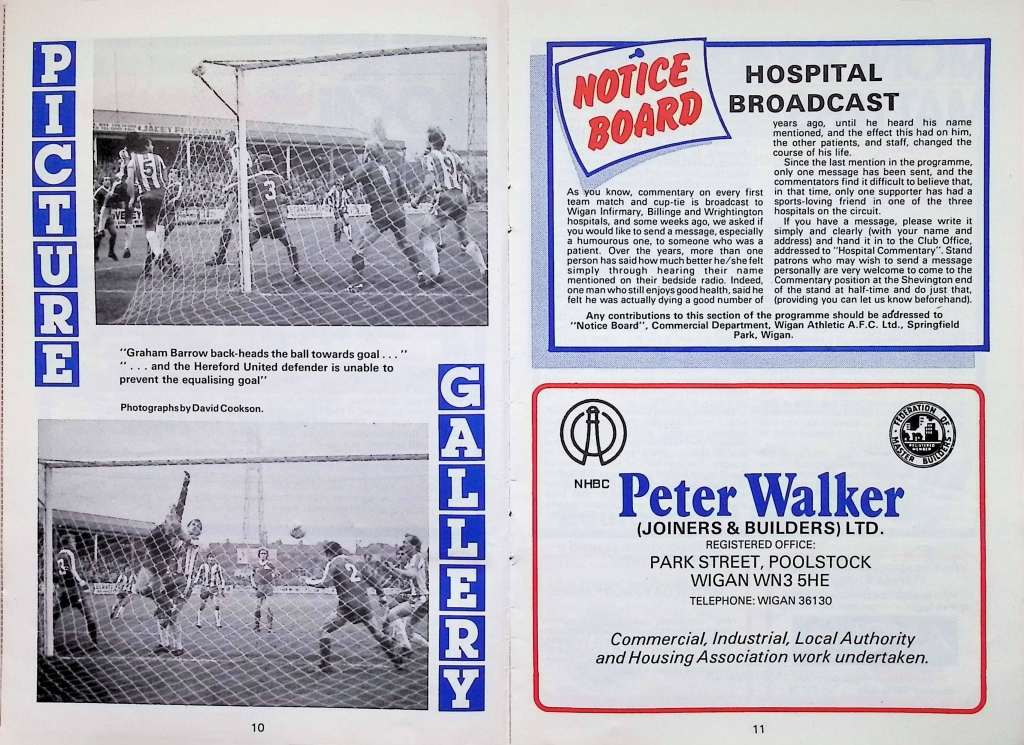 PICTURE
"Graham Barrow back-heads the ball towards goal . . ."
". . . and the Hereford United defender is unable to
prevent the equalising goal"
Photographs by David Cookson.
GALLERY
10
NOTICE
BOARD
HOSPITAL
BROADCAST
As you know, commentary on every first
team match and cup-tie is broadcast to
Wigan Infirmary, Billinge and Wrightington
hospitals, and some weeks ago, we asked if
you would like to send a message, especially
a humourous one, to someone who was a
patient. Over the years, more than one
person has said how much better he/she felt
simply through hearing their name
mentioned on their bedside radio. Indeed,
one man who still enjoys good health, said he
felt he was actually dying a good number of
years ago, until he heard his name
mentioned, and the effect this had on him,
the other patients, and staff, changed the
course of his life.
Since the last mention in the programme,
only one message has been sent, and the
commentators find it difficult to believe that,
in that time, only one supporter has had a
sports-loving friend in one of the three
hospitals on the circuit.
If you have a message, please write it
simply and clearly (with your name and
address) and hand it in to the Club Office,
addressed to "Hospital Commentary". Stand
patrons who may wish to send a message
personally are very welcome to come to the
Commentary position at the Shevington end
of the stand at half-time and do just that,
(providing you can let us know beforehand).
Any contributions to this section of the programme should be addressed to
"Notice Board", Commercial Department, Wigan Athletic A.F.C. Ltd., Springfield
Park, Wigan.
NHBC
FEDERATION OF
MASTER BUILDERS
REGISTERED
MEMBER
Peter Walker
(JOINERS & BUILDERS) LTD.
REGISTERED OFFICE:
PARK STREET, POOLSTOCK
WIGAN WN3 5HE
TELEPHONE: WIGAN 36130
Commercial, Industrial, Local Authority
and Housing Association work undertaken.
11
5
3
2